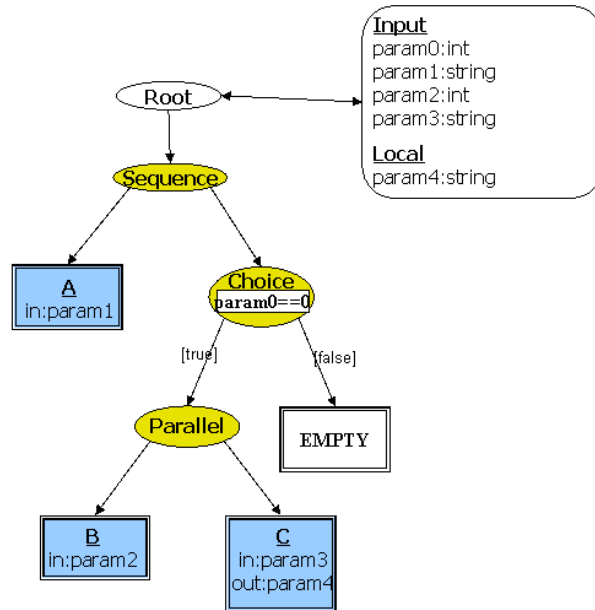 Input
param0:int
param1:string
param2:int
param3:string
Local
param4:string
Root
Sequence
A
in:param1
Choice
param0==0
[true]
[false]
Parallel
EMPTY
B
in:param2
C
in:param3
out:param4